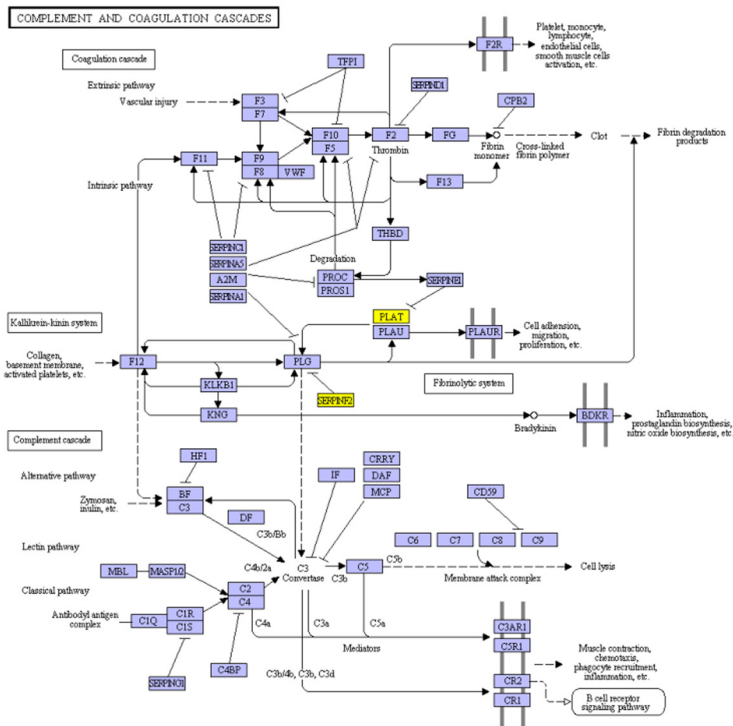 COMPLEMENT AND COAGULATION CASCADES
Platelet, monocyte,
lymphocyte,
endothelial cells,
smooth muscle cells
activation, etc.
F2R
Coagulation cascade
TFPI
Extrinsic pathway
Vascular injury
F3
F7
SERPIND1
CPB2
F10
F5
F2
Thrombin
FG
Fibrin
monomer
Cross-linked
fibrin polymer
Clot
Fibrin degradation
products
F11
F9
F8
VWF
Intrinsic pathway
F13
THBD
SERPINC1
SERPINA5
A2M
SERPINA1
Degradation
PROC
PROS1
SERPINE1
Kallikrein-kinin system
PLAT
PLAU
PLAUR
Cell adhension,
migration,
proliferation, etc.
Collagen,
basement membrane,
activated platelets, etc.
F12
PLG
KLKB1
Fibrinolytic system
SERPINF2
KNG
Bradykinin
BDKR
Inflammation,
prostaglandin biosynthesis,
nitric oxide biosynthesis, etc.
Complement cascade
HF1
CRRY
IF
DAF
MCP
CD59
Alternative pathway
Zymosan,
inulin, etc.
BF
C3
DF
C3b/Bb
C6
C7
C8
C9
Lectin pathway
C4b/2a
C3
Convertase
C3b
C5
C5b
Membrane attack complex
Cell lysis
MBL
MASP1/2
Classical pathway
C2
C4
Antibodyl antigen
complex
C1Q
C1R
C1S
C4a
C3a
C5a
Mediators
C3AR1
C5R1
Muscle contraction,
chemotaxis,
phagocyte recruitment,
inflammation, etc.
SERPING1
C4BP
C3b/4b, C3b, C3d
CR2
CR1
B cell receptor
signaling pathway